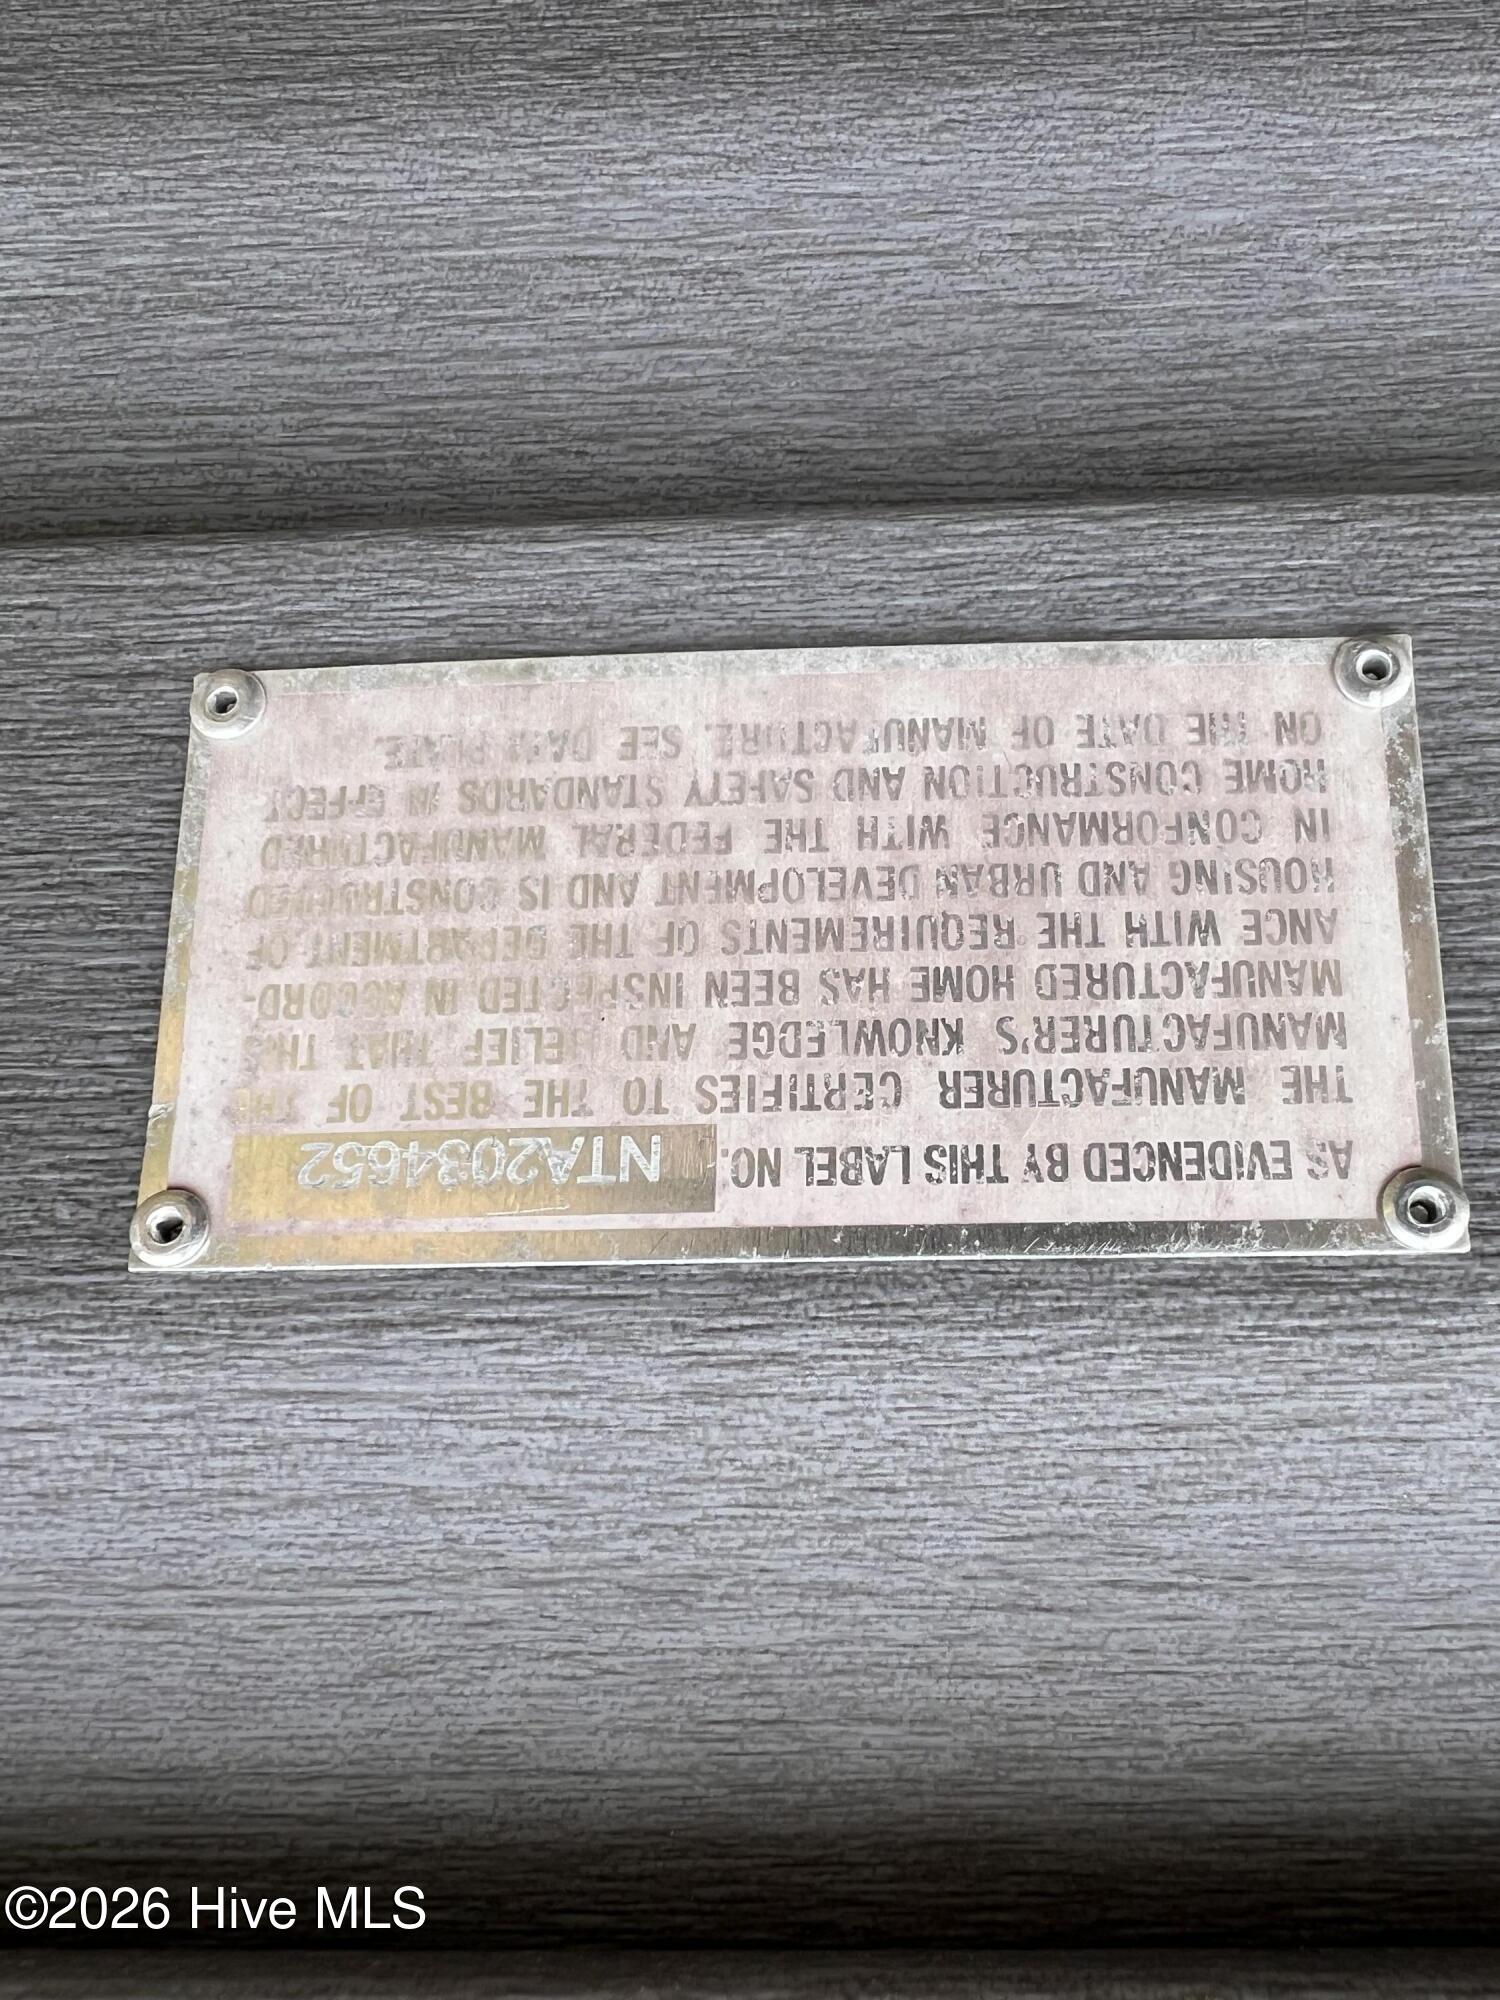 AS EVIDENCED BY THIS LABEL NO. NTA2034652
THE MANUFACTURER CERTIFIES TO THE BEST OF THE
MANUFACTURER'S KNOWLEDGE AND BELIEF THAT THIS
MANUFACTURED HOME HAS BEEN INSPECTED IN ACCORD-
ANCE WITH THE REQUIREMENTS OF THE DEPARTMENT OF
HOUSING AND URBAN DEVELOPMENT AND IS CONSTRUCTED
IN CONFORMANCE WITH THE FEDERAL MANUFACTURED
HOME CONSTRUCTION AND SAFETY STANDARDS IN EFFECT
ON THE DATE OF MANUFACTURE. SEE DATA PLATE.
©2026 Hive MLS